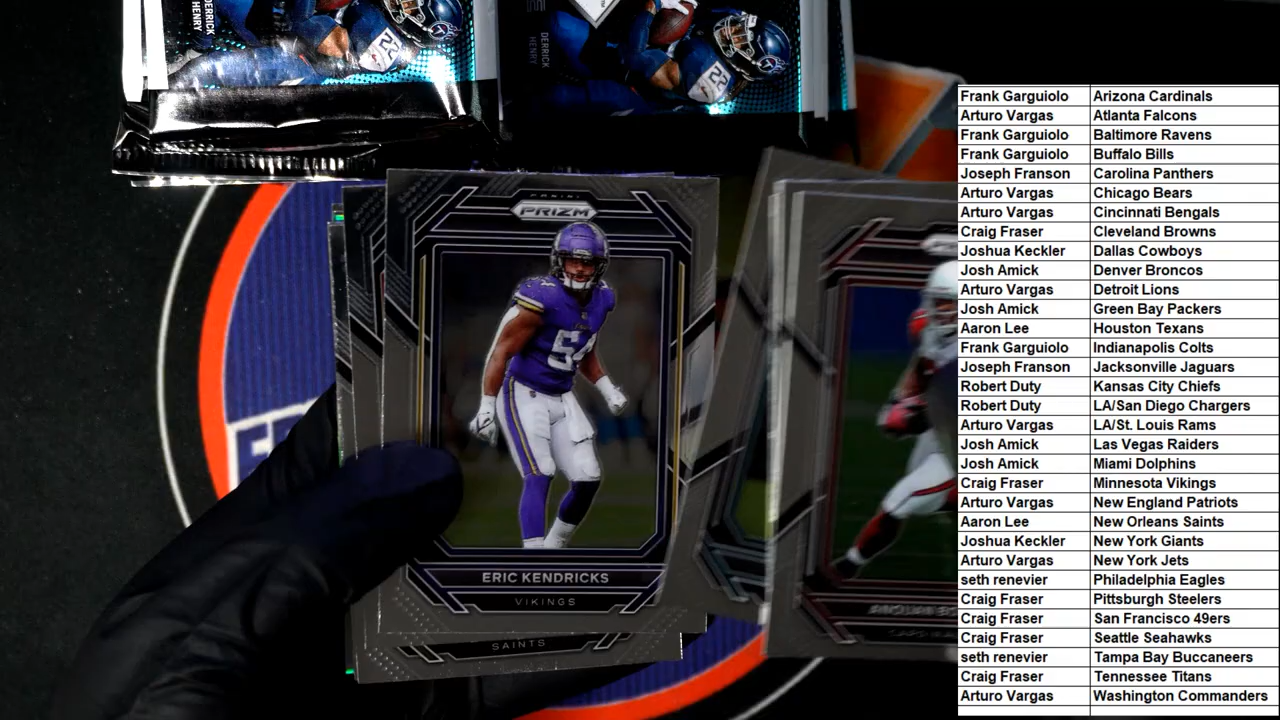 DERRICK
HENRY
DERRICK
HENRY
22
22
PANINI
PRIZM
54
ERIC KENDRICKS
VIKINGS
SAINTS
Frank Garguiolo Arizona Cardinals
Arturo Vargas Atlanta Falcons
Frank Garguiolo Baltimore Ravens
Frank Garguiolo Buffalo Bills
Joseph Franson Carolina Panthers
Arturo Vargas Chicago Bears
Arturo Vargas Cincinnati Bengals
Craig Fraser Cleveland Browns
Joshua Keckler Dallas Cowboys
Josh Amick Denver Broncos
Arturo Vargas Detroit Lions
Josh Amick Green Bay Packers
Aaron Lee Houston Texans
Frank Garguiolo Indianapolis Colts
Joseph Franson Jacksonville Jaguars
Robert Duty Kansas City Chiefs
Robert Duty LA/San Diego Chargers
Arturo Vargas LA/St. Louis Rams
Josh Amick Las Vegas Raiders
Josh Amick Miami Dolphins
Craig Fraser Minnesota Vikings
Arturo Vargas New England Patriots
Aaron Lee New Orleans Saints
Joshua Keckler New York Giants
Arturo Vargas New York Jets
seth renevier Philadelphia Eagles
Craig Fraser Pittsburgh Steelers
Craig Fraser San Francisco 49ers
Craig Fraser Seattle Seahawks
seth renevier Tampa Bay Buccaneers
Craig Fraser Tennessee Titans
Arturo Vargas Washington Commanders